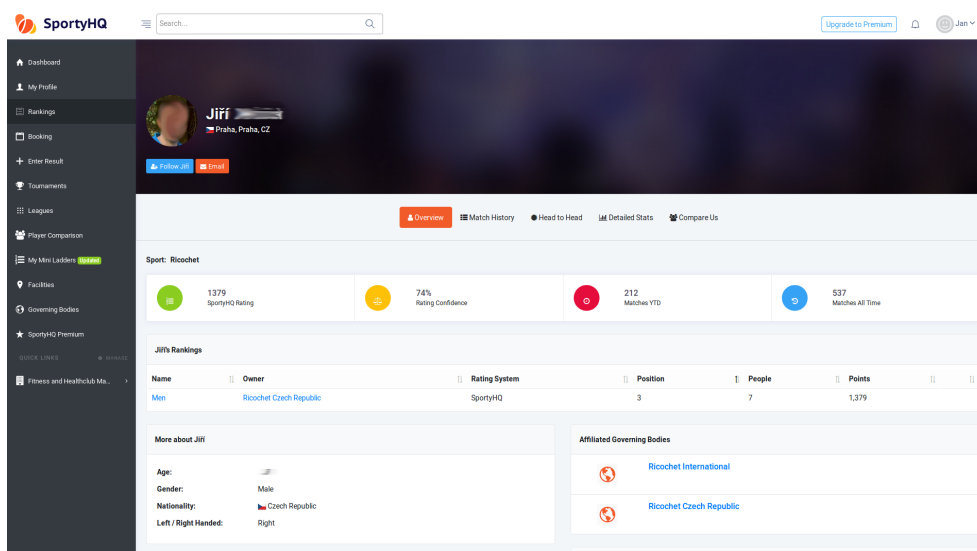 SportyHQ
Search...
Upgrade to Premium
Jan
Dashboard
My Profile
Rankings
Booking
Enter Result
Tournaments
Leagues
Player Comparison
My Mini Ladders Updated
Facilities
Governing Bodies
SportyHQ Premium
QUICK LINKS MANAGE
Fitness and Healthclub Ma...
Jiří
Praha, Praha, CZ
Follow Jiří Email
Overview Match History Head to Head Detailed Stats Compare Us
Sport: Ricochet
1379
SportyHQ Rating
74%
Rating Confidence
212
Matches YTD
537
Matches All Time
Jiří's Rankings
Name Owner Rating System Position People Points
Men Ricochet Czech Republic SportyHQ 3 7 1,379
More about Jiří
Age:
Gender: Male
Nationality: Czech Republic
Left / Right Handed: Right
Affiliated Governing Bodies
Ricochet International
Ricochet Czech Republic